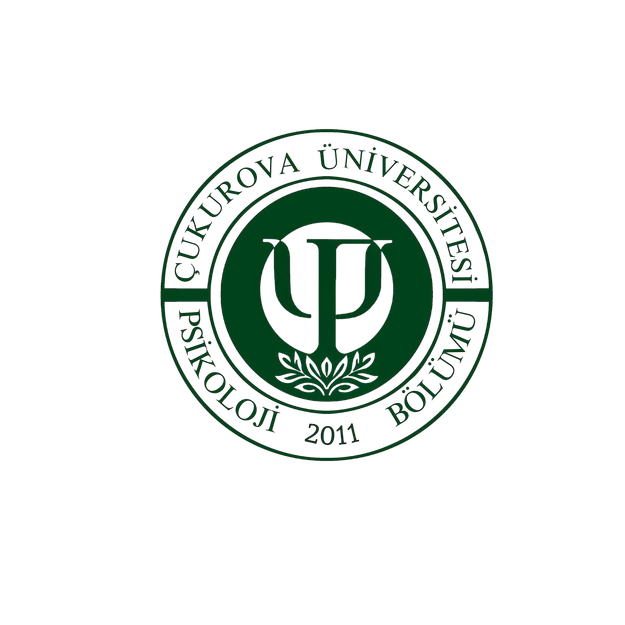 ÇUKUROVA ÜNİVERSİTESİ
PSİKOLOJİ BÖLÜMÜ
2011